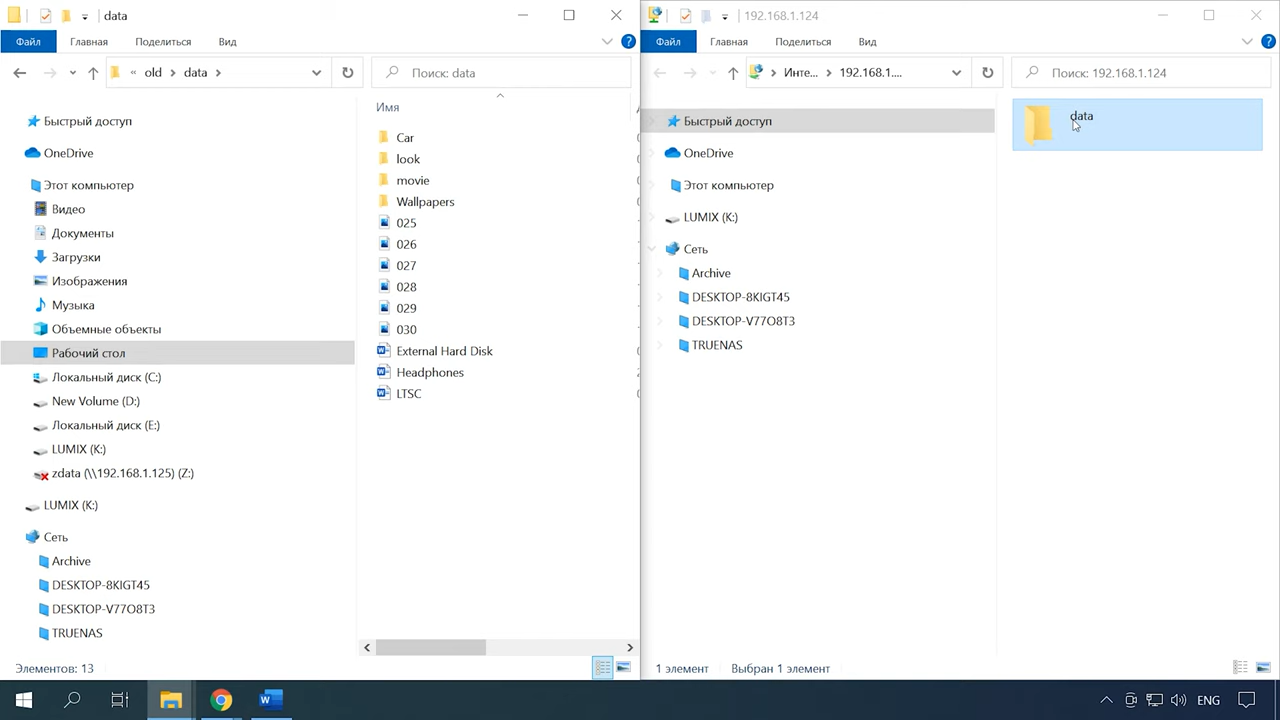 data
Файл
Главная
Поделиться
Вид
« old > data >
Поиск: data
Быстрый доступ
OneDrive
Этот компьютер
Видео
Документы
Загрузки
Изображения
Музыка
Объемные объекты
Рабочий стол
Локальный диск (C:)
New Volume (D:)
Локальный диск (E:)
LUMIX (K:)
zdata (\\192.168.1.125) (Z:)
LUMIX (K:)
Сеть
Archive
DESKTOP-8KIGT45
DESKTOP-V77O8T3
TRUENAS
Имя
Car
look
movie
Wallpapers
025
026
027
028
029
030
External Hard Disk
Headphones
LTSC
Элементов: 13
192.168.1.124
Файл
Главная
Поделиться
Вид
> Инте... > 192.168.1....
Поиск: 192.168.1.124
Быстрый доступ
OneDrive
Этот компьютер
LUMIX (K:)
Сеть
Archive
DESKTOP-8KIGT45
DESKTOP-V77O8T3
TRUENAS
data
1 элемент
Выбран 1 элемент
ENG